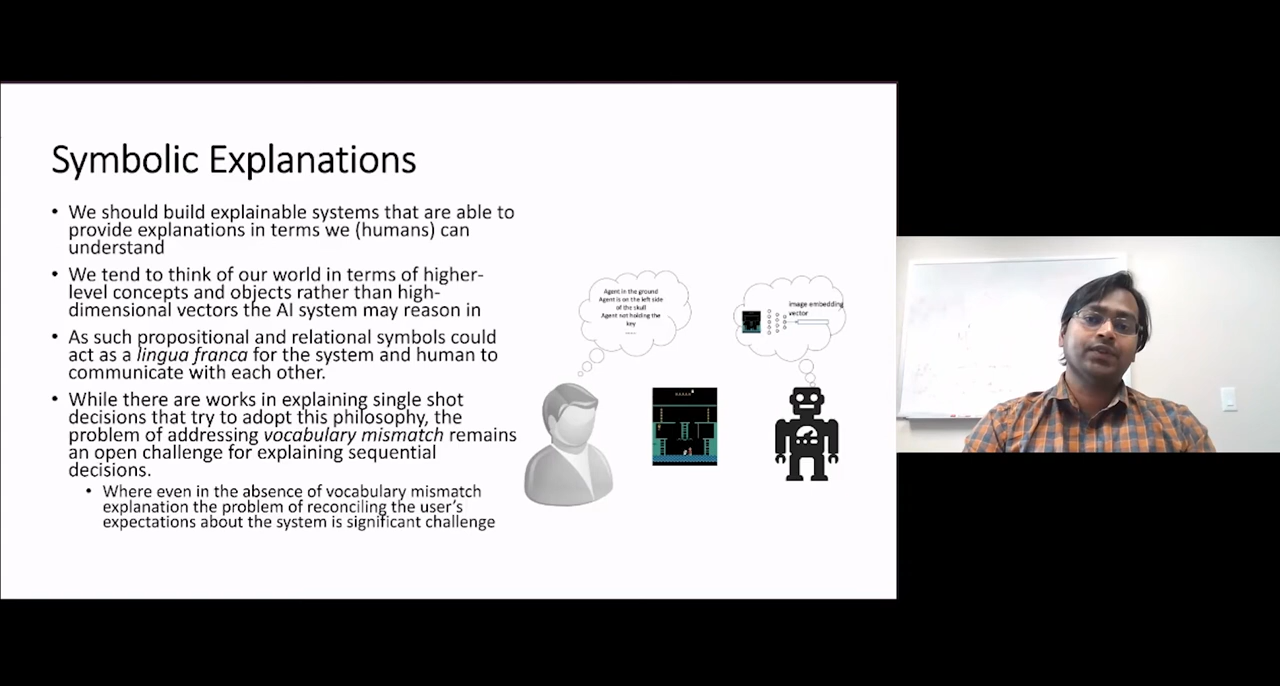 Symbolic Explanations
• We should build explainable systems that are able to
provide explanations in terms we (humans) can
understand
• We tend to think of our world in terms of higher-
level concepts and objects rather than high-
dimensional vectors the AI system may reason in
• As such propositional and relational symbols could
act as a lingua franca for the system and human to
communicate with each other.
• While there are works in explaining single shot
decisions that try to adopt this philosophy, the
problem of addressing vocabulary mismatch remains
an open challenge for explaining sequential
decisions.
• Where even in the absence of vocabulary mismatch
explanation the problem of reconciling the user's
expectations about the system is significant challenge
Agent in the ground
Agent is on the left side
of the skull
Agent not holding the
key
......
image embedding
vector